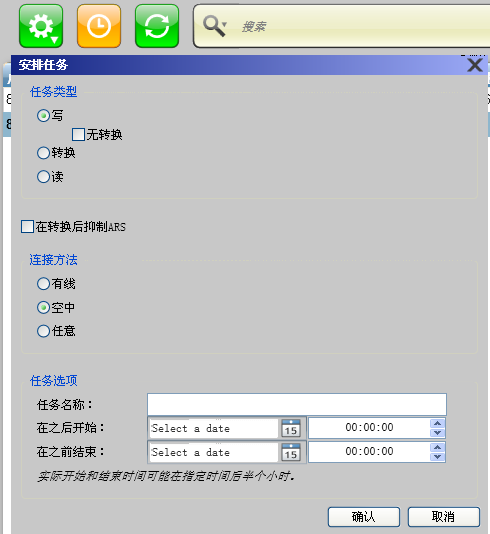 搜索
安排任务
任务类型
写
无转换
转换
读
在转换后抑制ARS
连接方法
有线
空中
任意
任务选项
任务名称：
在之后开始： Select a date 15 00:00:00
在之前结束： Select a date 15 00:00:00
实际开始和结束时间可能在指定时间后半个小时。
确认 取消